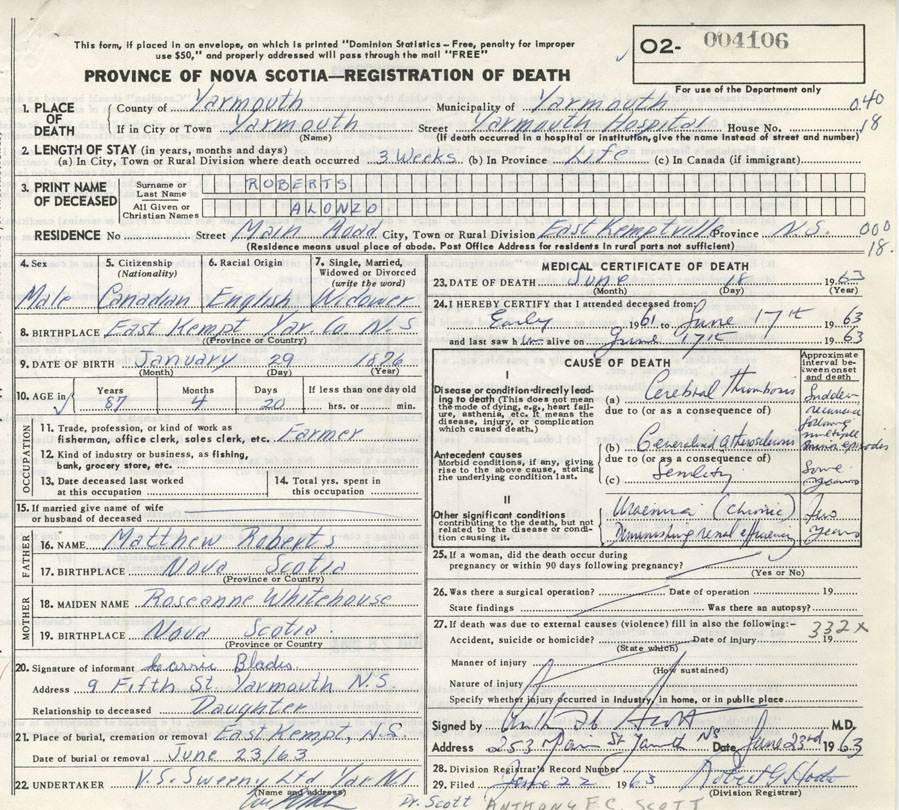 This form, if placed in an envelope, on which is printed "Dominion Statistics – Free, penalty for improper
use $50," and properly addressed will pass through the mail "FREE"
O2- 004106
PROVINCE OF NOVA SCOTIA—REGISTRATION OF DEATH
For use of the Department only
1. PLACE OF DEATH County of Yarmouth Municipality of Yarmouth 040
If in City or Town Yarmouth Street Yarmouth Hospital House No. 18
(Name) (If death occurred in a hospital or institution, give the name instead of street and number)
2. LENGTH OF STAY (in years, months and days)
(a) In City, Town or Rural Division where death occurred 3 Weeks (b) In Province Life (c) In Canada (if immigrant)
3. PRINT NAME OF DECEASED Surname or Last Name ROBERTS
All Given or Christian Names ALONZO
RESIDENCE No Street Main Road City, Town or Rural Division East Kemptville Province N.S. 000
(Residence means usual place of abode. Post Office Address for residents in rural parts not sufficient) 18.
4. Sex 5. Citizenship (Nationality) 6. Racial Origin 7. Single, Married, Widowed or Divorced (write the word)
Male Canadian English Widower
8. BIRTHPLACE East Kempt Yar. Co. N.S
(Province or Country)
9. DATE OF BIRTH January 29 1876
(Month) (Day) (Year)
10. AGE in Years Months Days If less than one day old
87 4 20 hrs. or min.
OCCUPATION
11. Trade, profession, or kind of work as
fisherman, office clerk, sales clerk, etc. Farmer
12. Kind of industry or business, as fishing,
bank, grocery store, etc.
13. Date deceased last worked at this occupation
14. Total yrs. spent in this occupation
15. If married give name of wife
or husband of deceased
FATHER
16. NAME Matthew Roberts
17. BIRTHPLACE Nova Scotia
(Province or Country)
MOTHER
18. MAIDEN NAME Roseanne Whitehouse
19. BIRTHPLACE Nova Scotia
(Province or Country)
20. Signature of informant Carrie Blades
Address 9 Fifth St. Yarmouth N.S.
Relationship to deceased Daughter
21. Place of burial, cremation or removal East Kempt, N.S.
Date of burial or removal June 23/63
22. UNDERTAKER V.S. Sweeny Ltd Yar. N.S.
(Name and address)
MEDICAL CERTIFICATE OF DEATH
23. DATE OF DEATH June 18 1963
(Month) (Day) (Year)
24. I HEREBY CERTIFY that I attended deceased from:
Early 1961 to June 17th 1963
and last saw him alive on June 17th 1963
CAUSE OF DEATH
Approximate interval between onset and death
I
Disease or condition directly leading to death (This does not mean the mode of dying, e.g., heart failure, asthenia, etc. It means the disease, injury, or complication which caused death.)
(a) Cerebral thrombosis
due to (or as a consequence of)
Sudden recurrence following multiple minor episodes
Antecedent causes
Morbid conditions, if any, giving rise to the above cause, stating the underlying condition last.
(b) Generalised atherosclerosis
due to (or as a consequence of)
(c) Senility
Some years
II
Other significant conditions
contributing to the death, but not related to the disease or condition causing it.
Uraemia (chronic)
Diminishing renal efficiency
few years
25. If a woman, did the death occur during
pregnancy or within 90 days following pregnancy?
(Yes or No)
26. Was there a surgical operation? Date of operation 19
State findings Was there an autopsy?
27. If death was due to external causes (violence) fill in also the following:- 332x
Accident, suicide or homicide? Date of injury 19
(State which)
Manner of injury
(How sustained)
Nature of injury
Specify whether injury occurred in industry, in home, or in public place
Signed by M.D.
Address 253 Main St Yarmouth NS Date June 23rd 1963
28. Division Registrar's Record Number
29. Filed June 22 1963
(Division Registrar)
Dr. Scott ANTHONY F.C. SCOTT